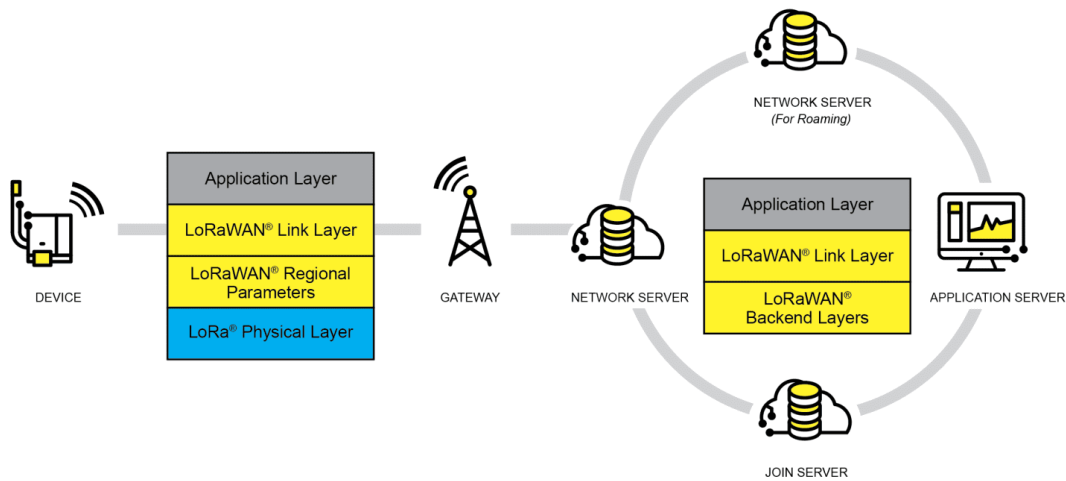 NETWORK SERVER
(For Roaming)
Application Layer
LoRaWAN® Link Layer
LoRaWAN® Regional
Parameters
LoRa® Physical Layer
Application Layer
LoRaWAN® Link Layer
LoRaWAN®
Backend Layers
DEVICE
GATEWAY
NETWORK SERVER
APPLICATION SERVER
JOIN SERVER